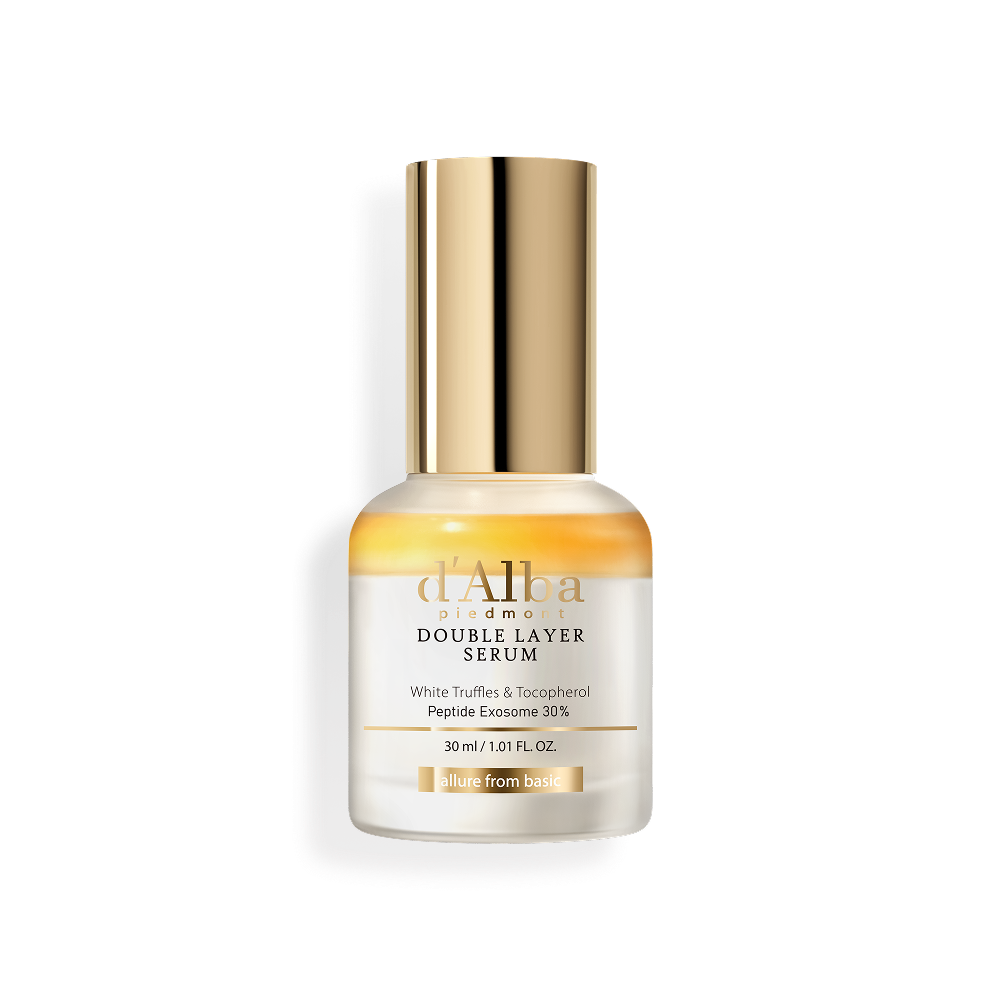 d'Alba
piedmont
DOUBLE LAYER
SERUM
White Truffles & Tocopherol
Peptide Exosome 30%
30 ml / 1.01 FL. OZ.
allure from basic